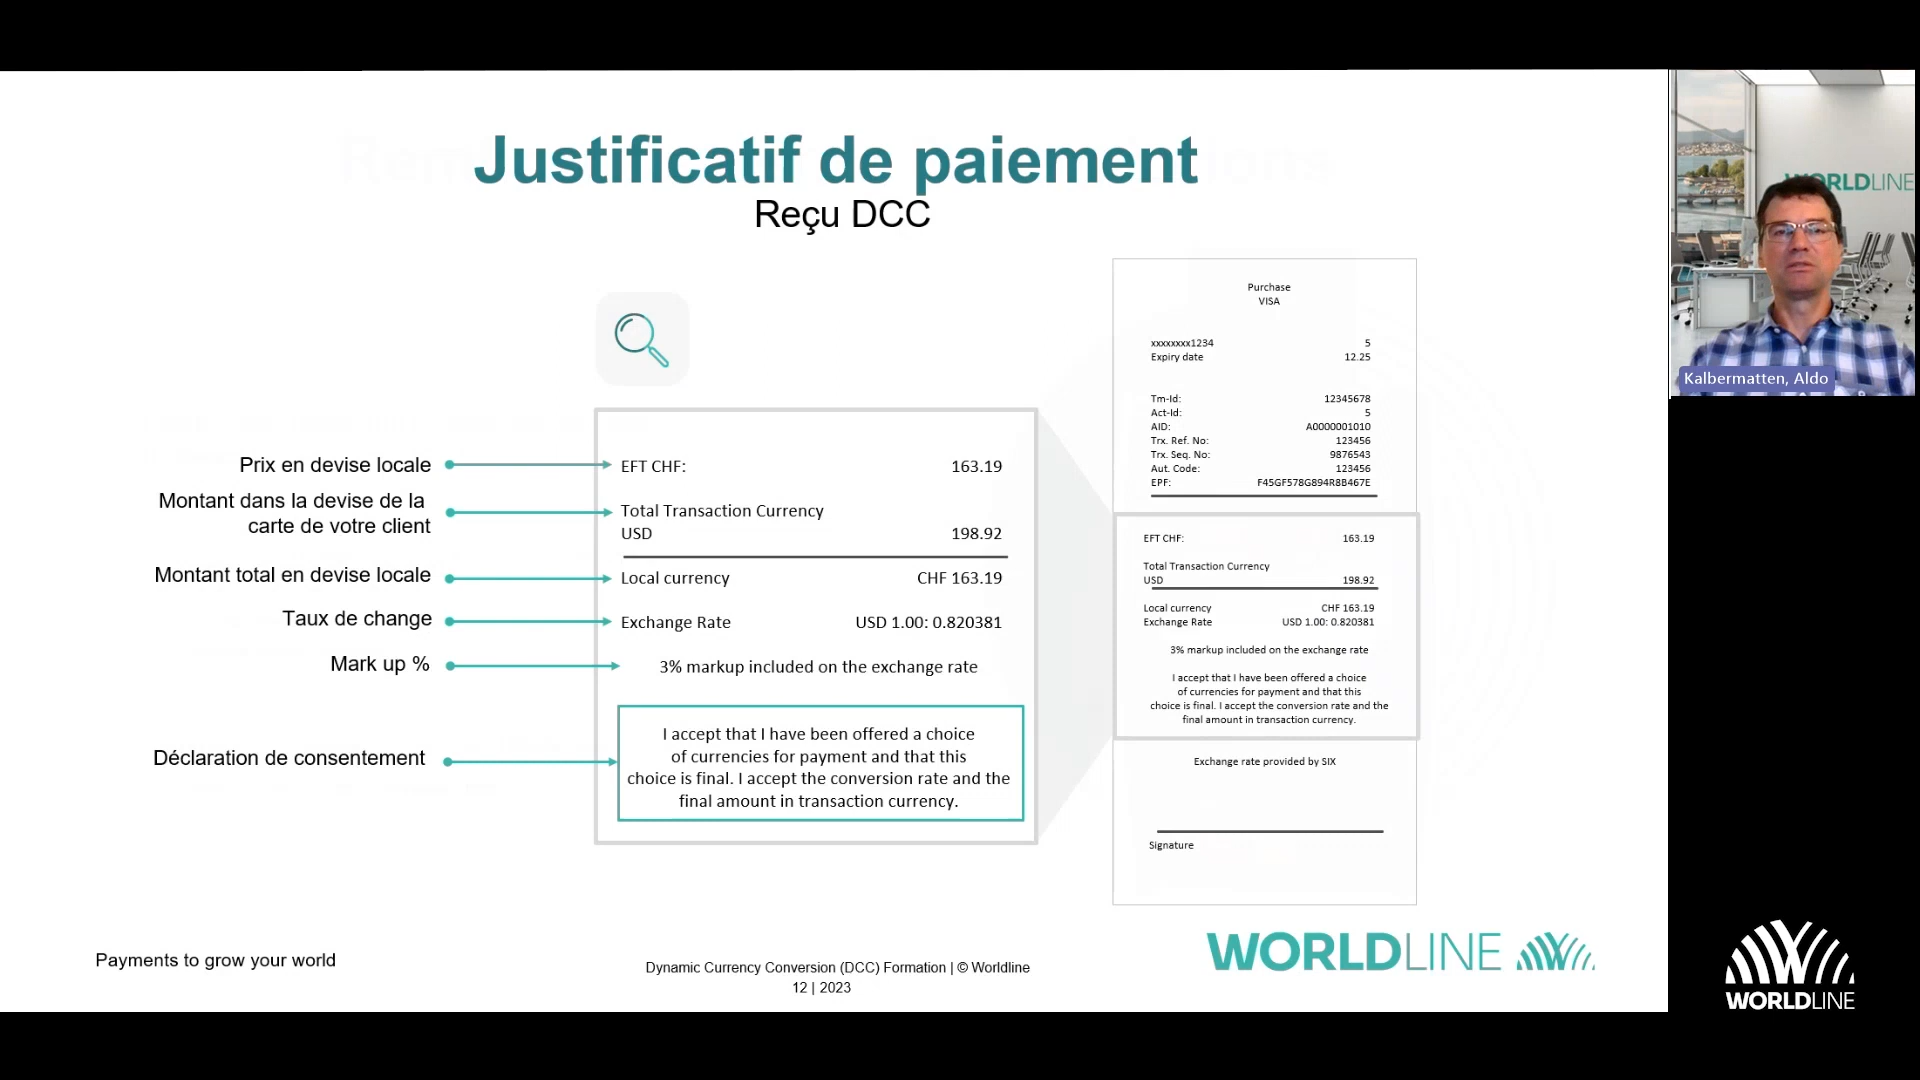 Justificatif de paiement
Reçu DCC
Prix en devise locale
Montant dans la devise de la
carte de votre client
Montant total en devise locale
Taux de change
Mark up %
Déclaration de consentement
EFT CHF: 163.19
Total Transaction Currency
USD 198.92
Local currency CHF 163.19
Exchange Rate USD 1.00: 0.820381
3% markup included on the exchange rate
I accept that I have been offered a choice
of currencies for payment and that this
choice is final. I accept the conversion rate and the
final amount in transaction currency.
Purchase
VISA
xxxxxxxx1234 5
Expiry date 12.25
Tm-Id: 12345678
Act-Id: 5
AID: A0000001010
Trx. Ref. No: 123456
Trx. Seq. No: 9876543
Aut. Code: 123456
EPF: F45GF578G894R8B467E
EFT CHF: 163.19
Total Transaction Currency
USD 198.92
Local currency CHF 163.19
Exchange Rate USD 1.00: 0.820381
3% markup included on the exchange rate
I accept that I have been offered a choice
of currencies for payment and that this
choice is final. I accept the conversion rate and the
final amount in transaction currency.
Exchange rate provided by SIX
Signature
Payments to grow your world
Dynamic Currency Conversion (DCC) Formation | © Worldline
12 | 2023
WORLDLINE
WORLDLINE
Kalbermatten, Aldo
WORLDLINE